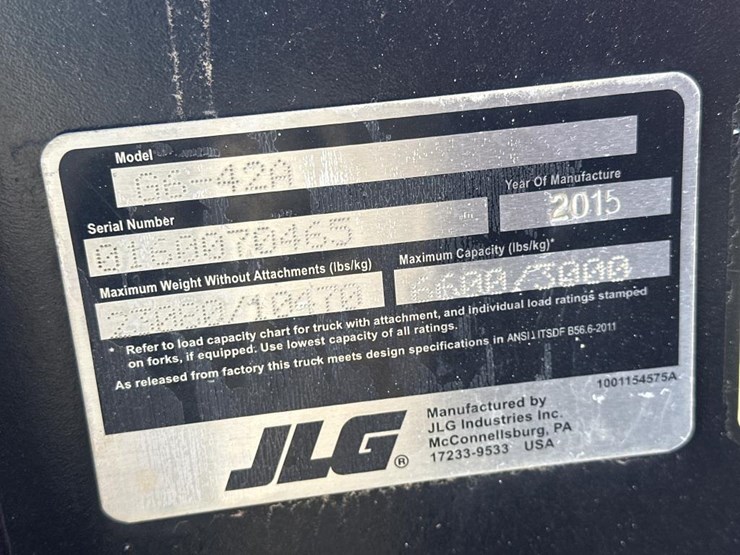 Model
G6-42A
Year Of Manufacture
2015
Serial Number
0160070465
Maximum Weight Without Attachments (lbs/kg)
23080/10470
Maximum Capacity (lbs/kg)*
6600/3000
* Refer to load capacity chart for truck with attachment, and individual load ratings stamped
on forks, if equipped. Use lowest capacity of all ratings.
As released from factory this truck meets design specifications in ANSI / ITSDF B56.6-2011
1001154575A
JLG®
Manufactured by
JLG Industries Inc.
McConnellsburg, PA
17233-9533 USA